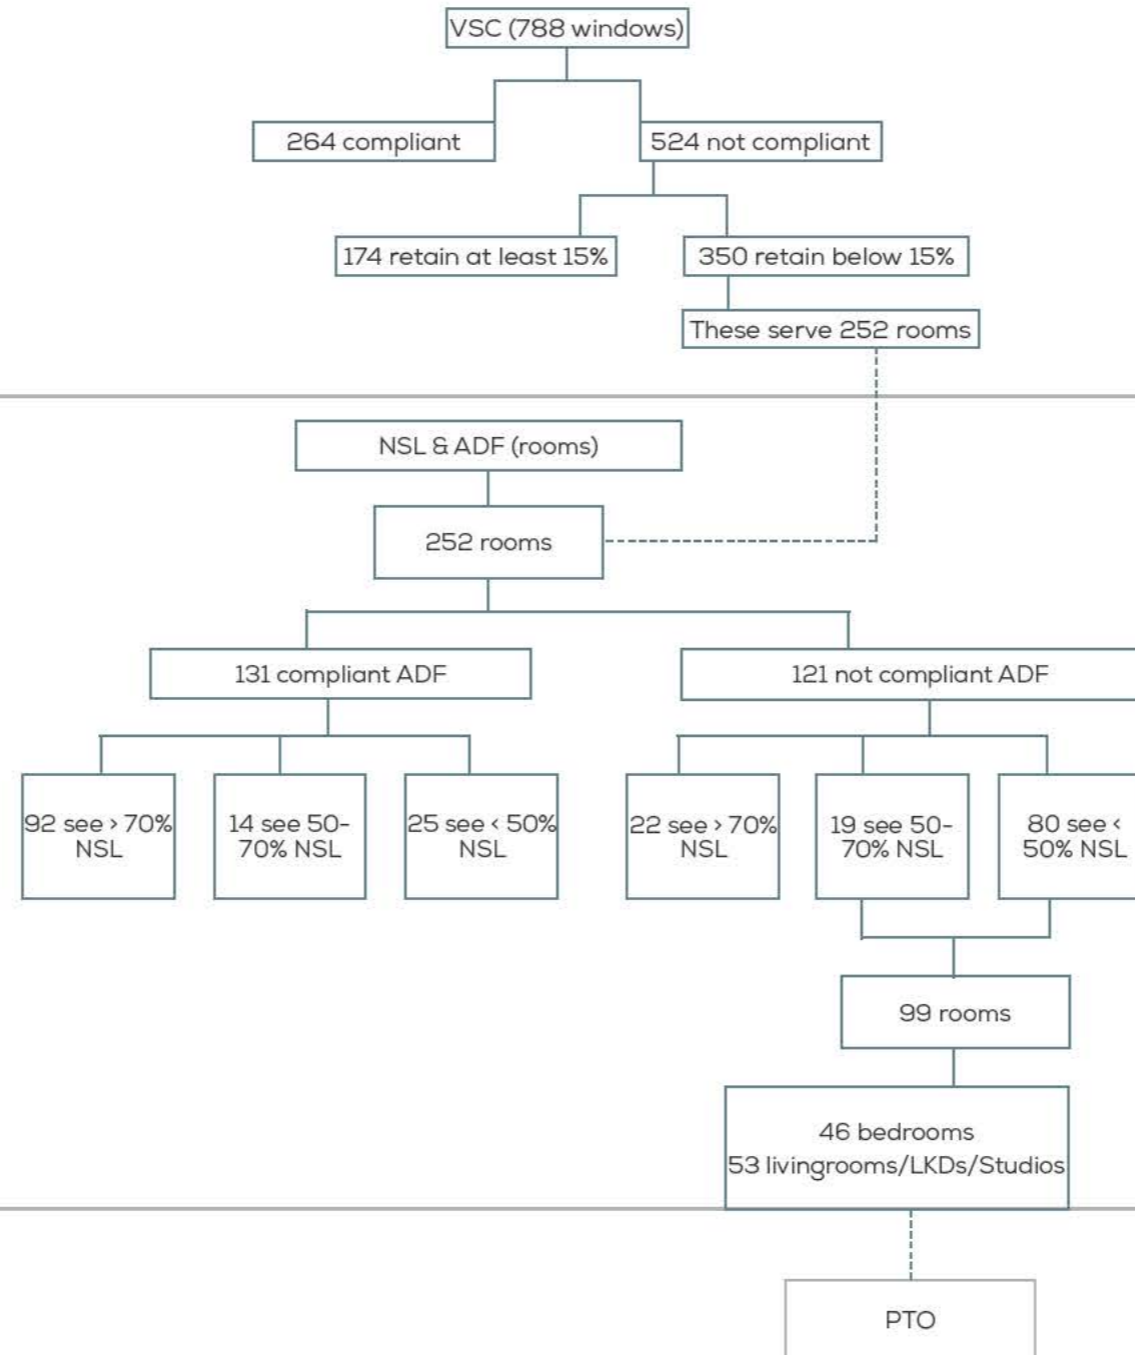 VSC (788 windows)
264 compliant
524 not compliant
174 retain at least 15%
350 retain below 15%
These serve 252 rooms
NSL & ADF (rooms)
252 rooms
131 compliant ADF
121 not compliant ADF
92 see > 70%
NSL
14 see 50-
70% NSL
25 see < 50%
NSL
22 see > 70%
NSL
19 see 50-
70% NSL
80 see <
50% NSL
99 rooms
46 bedrooms
53 livingrooms/LKDs/Studios
PTO